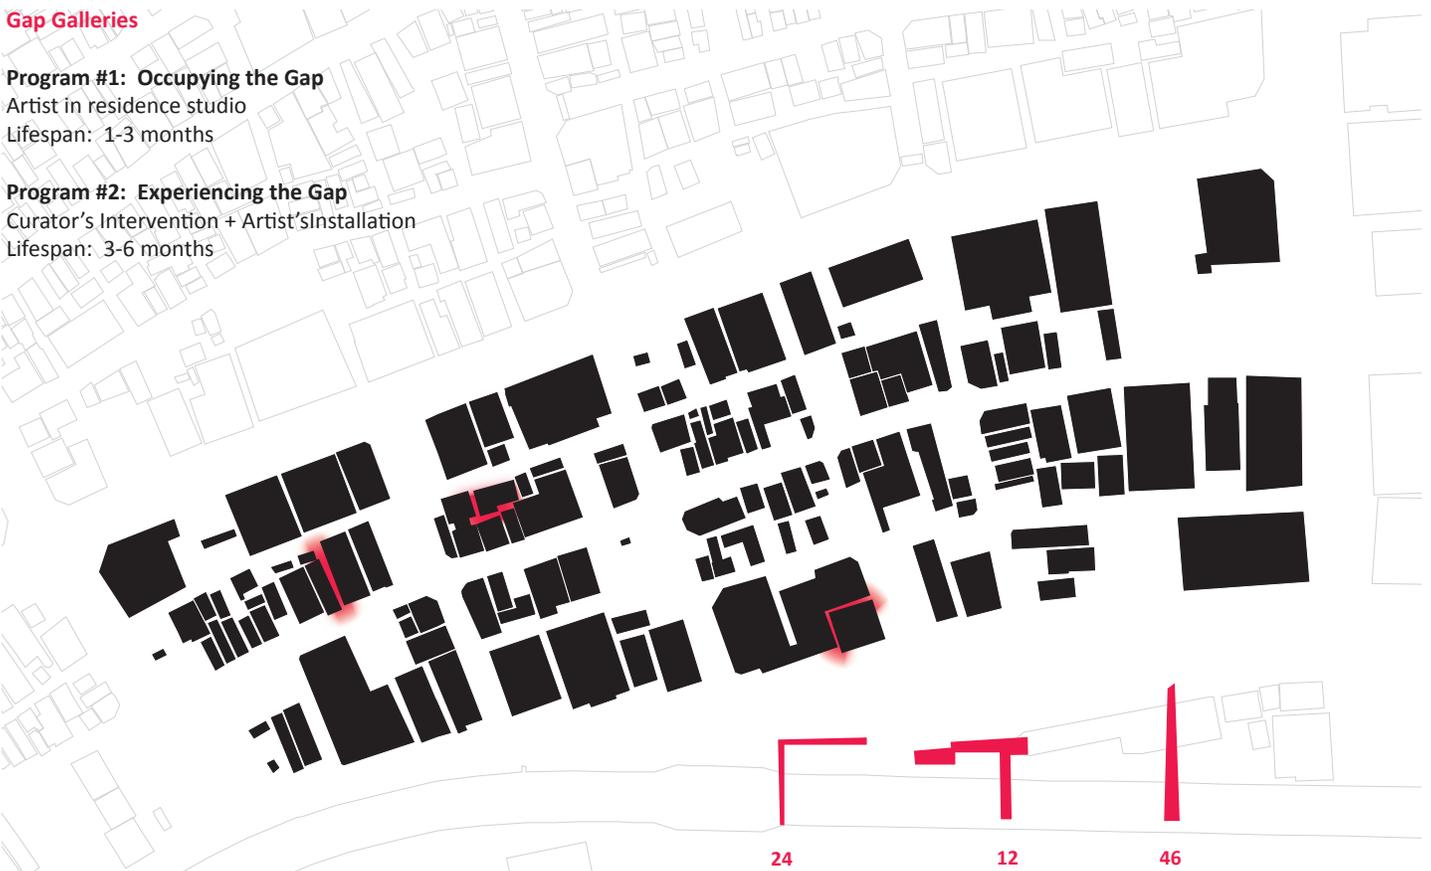 Gap Galleries
Program #1:  Occupying the Gap
Artist in residence studio
Lifespan:  1-3 months
Program #2:  Experiencing the Gap
Curator's Intervention + Artist'sInstallation
Lifespan:  3-6 months
24
12
46